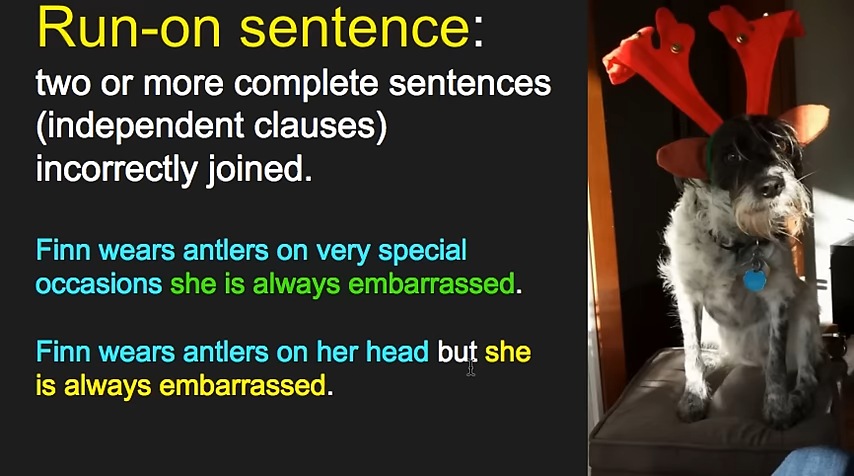 Run-on sentence:
two or more complete sentences
(independent clauses)
incorrectly joined.
Finn wears antlers on very special
occasions she is always embarrassed.
Finn wears antlers on her head but she
is always embarrassed.